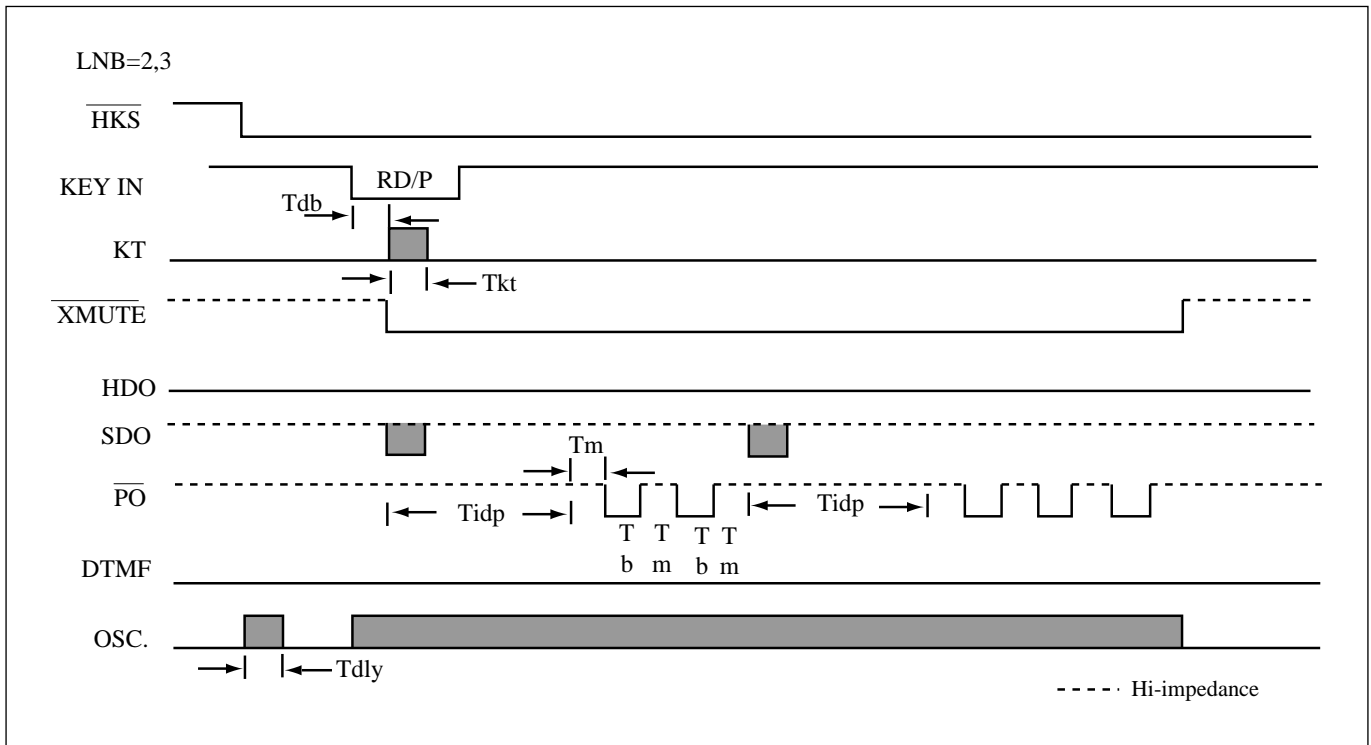 LNB=2,3
HKS
KEY IN
RD/P
Tdb
KT
Tkt
XMUTE
HDO
SDO
Tm
PO
Tidp
Tidp
T T T T
b m b m
DTMF
OSC.
Tdly
Hi-impedance